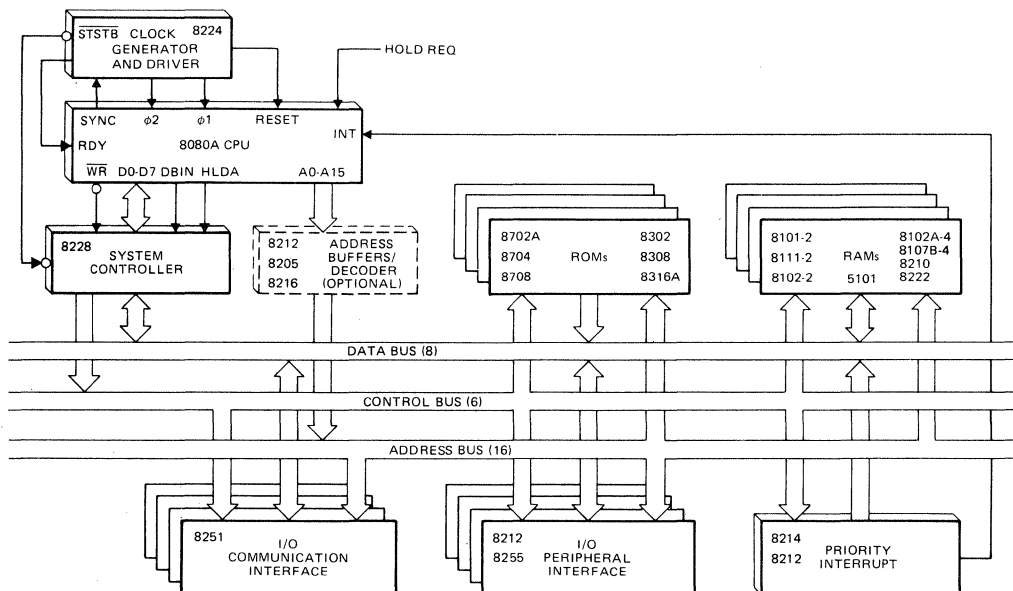 STSTB CLOCK 8224
GENERATOR
AND DRIVER
HOLD REQ
SYNC φ2 φ1 RESET
INT
RDY 8080A CPU
WR D0-D7 DBIN HLDA A0-A15
8228 SYSTEM
CONTROLLER
8212 ADDRESS
8205 BUFFERS/
DECODER
8216 (OPTIONAL)
8702A 8302
8704 ROMs 8308
8708 8316A
8101-2 8102A-4
8111-2 RAMs 8107B-4
8210
8102-2 5101 8222
DATA BUS (8)
CONTROL BUS (6)
ADDRESS BUS (16)
8251 I/O
COMMUNICATION
INTERFACE
8212 I/O
8255 PERIPHERAL
INTERFACE
8214 PRIORITY
8212 INTERRUPT